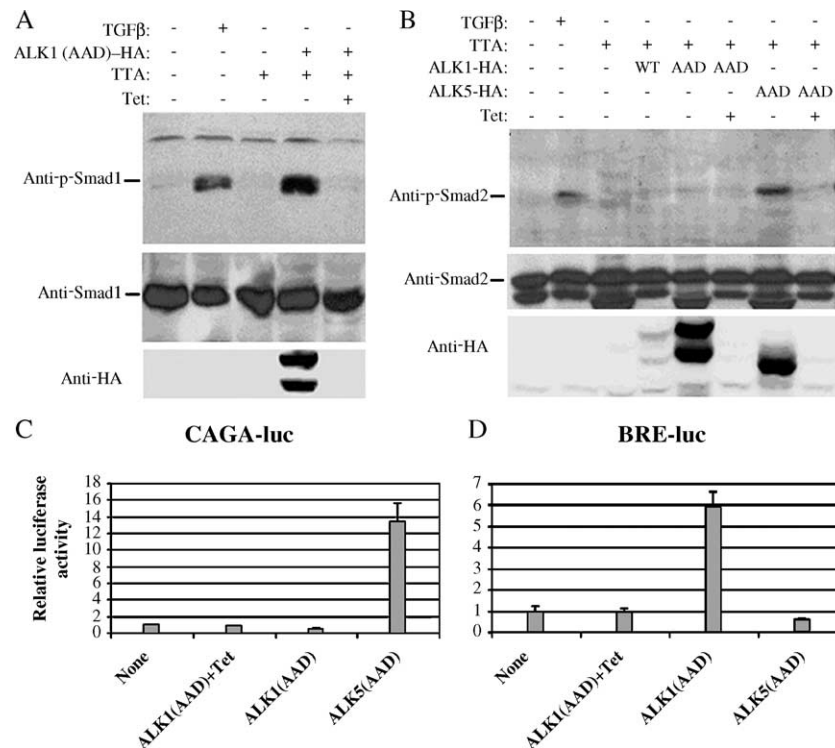 A
TGFβ: - + - - -
ALK1 (AAD)–HA: - - - + +
TTA: - - + + +
Tet: - - - - +
Anti-p-Smad1
Anti-Smad1
Anti-HA
B
TGFβ: - + - - - - - -
TTA: - - + + + + + +
ALK1-HA: - - - WT AAD AAD - -
ALK5-HA: - - - - - - AAD AAD
Tet: - - - - - + - +
Anti-p-Smad2
Anti-Smad2
Anti-HA
C
CAGA-luc
Relative luciferase
activity
18
16
14
12
10
8
6
4
2
0
None
ALK1(AAD)+Tet
ALK1(AAD)
ALK5(AAD)
D
BRE-luc
7
6
5
4
3
2
1
0
None
ALK1(AAD)+Tet
ALK1(AAD)
ALK5(AAD)